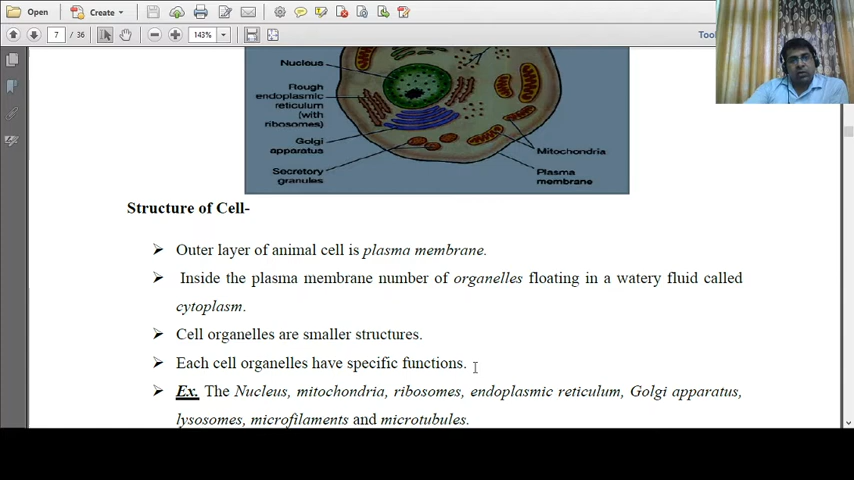 Open
Create
7 / 36
143%
Tool
Nucleus
Rough
endoplasmic
reticulum
(with
ribosomes)
Golgi
apparatus
Secretory
granules
Mitochondria
Plasma
membrane
Structure of Cell-
➢ Outer layer of animal cell is plasma membrane.
➢ Inside the plasma membrane number of organelles floating in a watery fluid called
cytoplasm.
➢ Cell organelles are smaller structures.
➢ Each cell organelles have specific functions.
➢ Ex. The Nucleus, mitochondria, ribosomes, endoplasmic reticulum, Golgi apparatus,
lysosomes, microfilaments and microtubules.